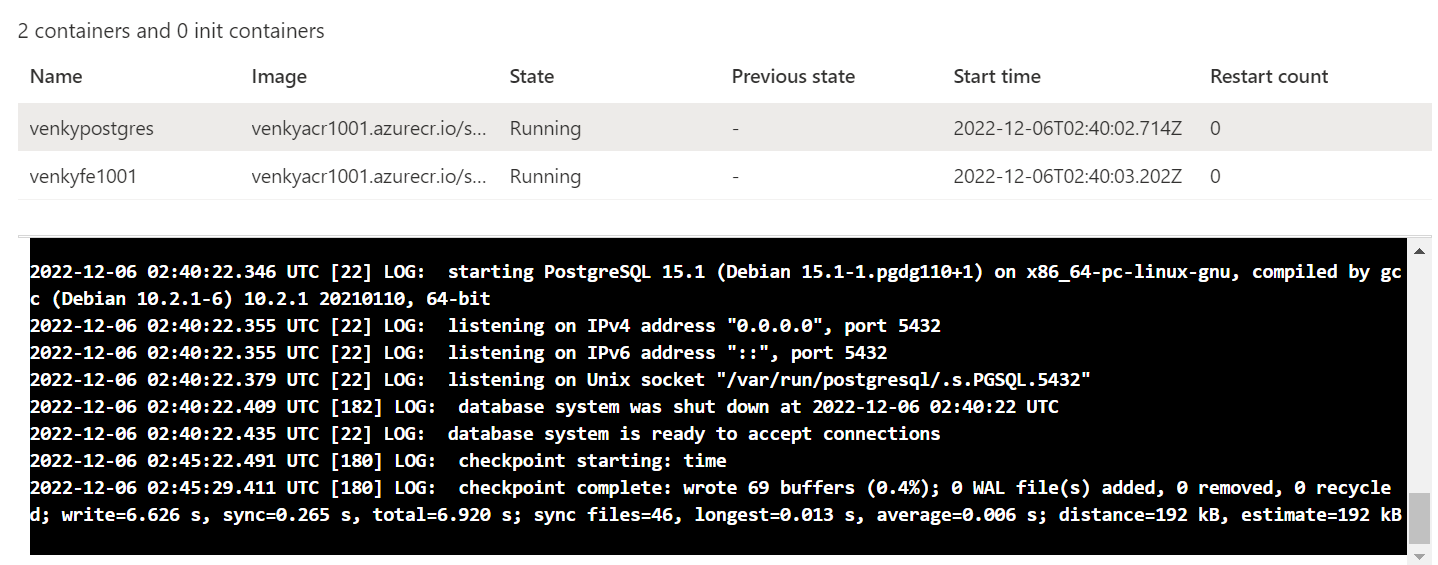 2 containers and 0 init containers
Name Image State Previous state Start time Restart count
venkypostgres venkyacr1001.azurecr.io/s... Running - 2022-12-06T02:40:02.714Z 0
venkyfe1001 venkyacr1001.azurecr.io/s... Running - 2022-12-06T02:40:03.202Z 0
2022-12-06 02:40:22.346 UTC [22] LOG:  starting PostgreSQL 15.1 (Debian 15.1-1.pgdg110+1) on x86_64-pc-linux-gnu, compiled by gc
c (Debian 10.2.1-6) 10.2.1 20210110, 64-bit
2022-12-06 02:40:22.355 UTC [22] LOG:  listening on IPv4 address "0.0.0.0", port 5432
2022-12-06 02:40:22.355 UTC [22] LOG:  listening on IPv6 address "::", port 5432
2022-12-06 02:40:22.379 UTC [22] LOG:  listening on Unix socket "/var/run/postgresql/.s.PGSQL.5432"
2022-12-06 02:40:22.409 UTC [182] LOG:  database system was shut down at 2022-12-06 02:40:22 UTC
2022-12-06 02:40:22.435 UTC [22] LOG:  database system is ready to accept connections
2022-12-06 02:45:22.491 UTC [180] LOG:  checkpoint starting: time
2022-12-06 02:45:29.411 UTC [180] LOG:  checkpoint complete: wrote 69 buffers (0.4%); 0 WAL file(s) added, 0 removed, 0 recycle
d; write=6.626 s, sync=0.265 s, total=6.920 s; sync files=46, longest=0.013 s, average=0.006 s; distance=192 kB, estimate=192 kB